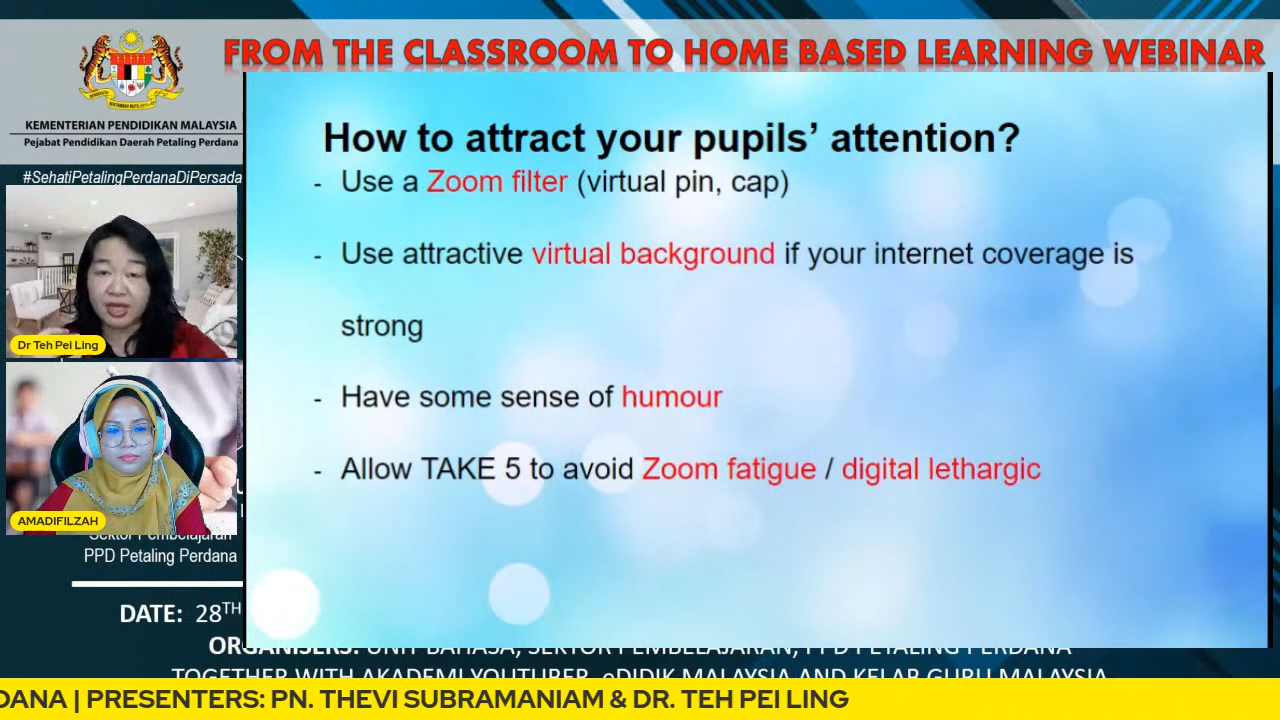 FROM THE CLASSROOM TO HOME BASED LEARNING WEBINAR
KEMENTERIAN PENDIDIKAN MALAYSIA
Pejabat Pendidikan Daerah Petaling Perdana
#SehatiPetalingPerdanaDiPersada
How to attract your pupils’ attention?
- Use a Zoom filter (virtual pin, cap)
- Use attractive virtual background if your internet coverage is
strong
- Have some sense of humour
- Allow TAKE 5 to avoid Zoom fatigue / digital lethargic
Dr Teh Pei Ling
AMADIFILZAH
Sektor Pembelajaran
PPD Petaling Perdana
DATE: 28TH
ORGANISERS: UNIT BAHASA, SEKTOR PEMBELAJARAN, PPD PETALING PERDANA
TOGETHER WITH AKADEMI YOUTUBER, eDIDIK MALAYSIA AND KELAB GURU MALAYSIA
DANA | PRESENTERS: PN. THEVI SUBRAMANIAM & DR. TEH PEI LING